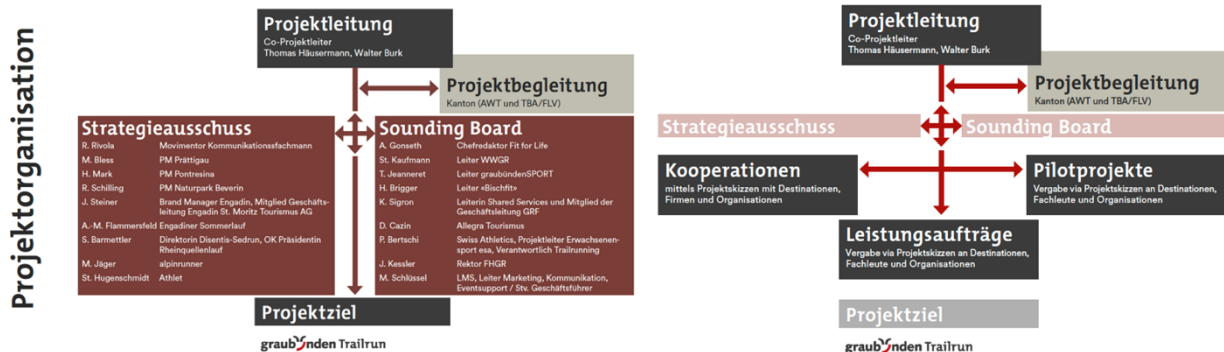 Projektorganisation
Projektleitung
Co-Projektleiter
Thomas Häusermann, Walter Burk
Projektbegleitung
Kanton (AWT und TBA/FLV)
Strategieausschuss
R. Rivola Movimentor Kommunikationssfachmann
M. Bless PM Prättigau
H. Mark PM Pontresina
R. Schilling PM Naturpark Beverin
J. Steiner Brand Manager Engadin, Mitglied Geschäfts-
leitung Engadin St. Moritz Tourismus AG
A.-M. Flammersfeld Engadiner Sommerlauf
S. Barmettler Direktorin Disentis-Sedrun, OK Präsidentin
Rheinquellenlauf
M. Jäger alpinrunner
St. Hugenschmidt Athlet
Sounding Board
A. Gonseth Chefredaktor Fit for Life
St. Kaufmann Leiter WWGR
T. Jeanneret Leiter graubündenSPORT
H. Brigger Leiter «Bischfit»
K. Sigron Leiterin Shared Services und Mitglied der
Geschäftsleitung GRF
D. Cazin Allegra Tourismus
P. Bertschi Swiss Athletics, Projektleiter Erwachsenen-
sport esa, Verantwortlich Trailrunning
J. Kessler Rektor FHGR
M. Schlüssel LMS, Leiter Marketing, Kommunikation,
Eventsupport / Stv. Geschäftsführer
Projektziel
graubünden Trailrun
Projektleitung
Co-Projektleiter
Thomas Häusermann, Walter Burk
Projektbegleitung
Kanton (AWT und TBA/FLV)
Strategieausschuss
Sounding Board
Kooperationen
mittels Projektskizzen mit Destinationen,
Firmen und Organisationen
Pilotprojekte
Vergabe via Projektskizzen an Destinationen,
Fachleute und Organisationen
Leistungsaufträge
Vergabe via Projektskizzen an Destinationen,
Fachleute und Organisationen
Projektziel
graubünden Trailrun